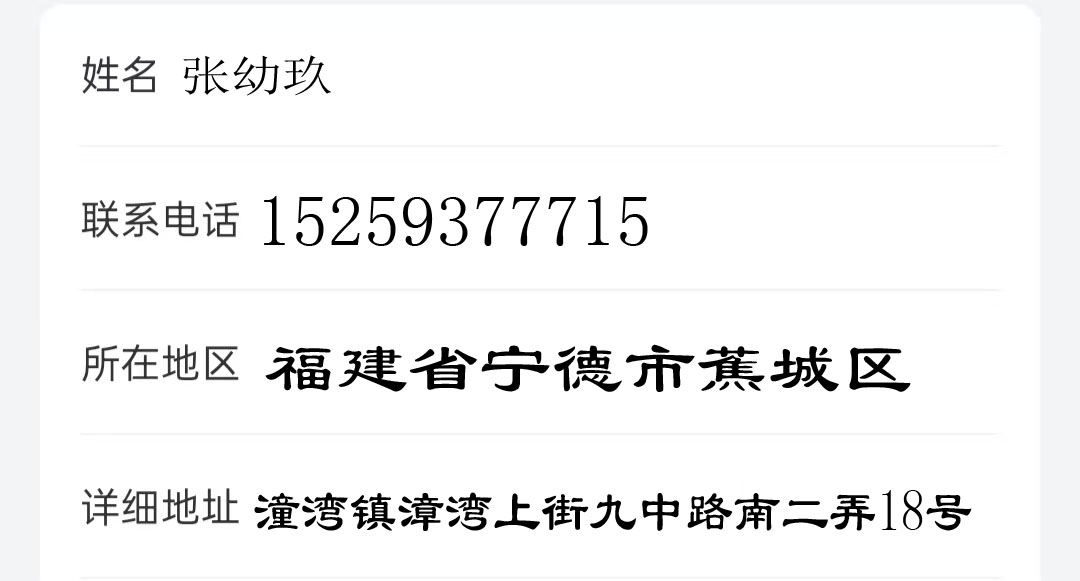 姓名 张幼玖
联系电话 15259377715
所在地区 福建省宁德市蕉城区
详细地址 潼湾镇漳湾上街九中路南二弄18号